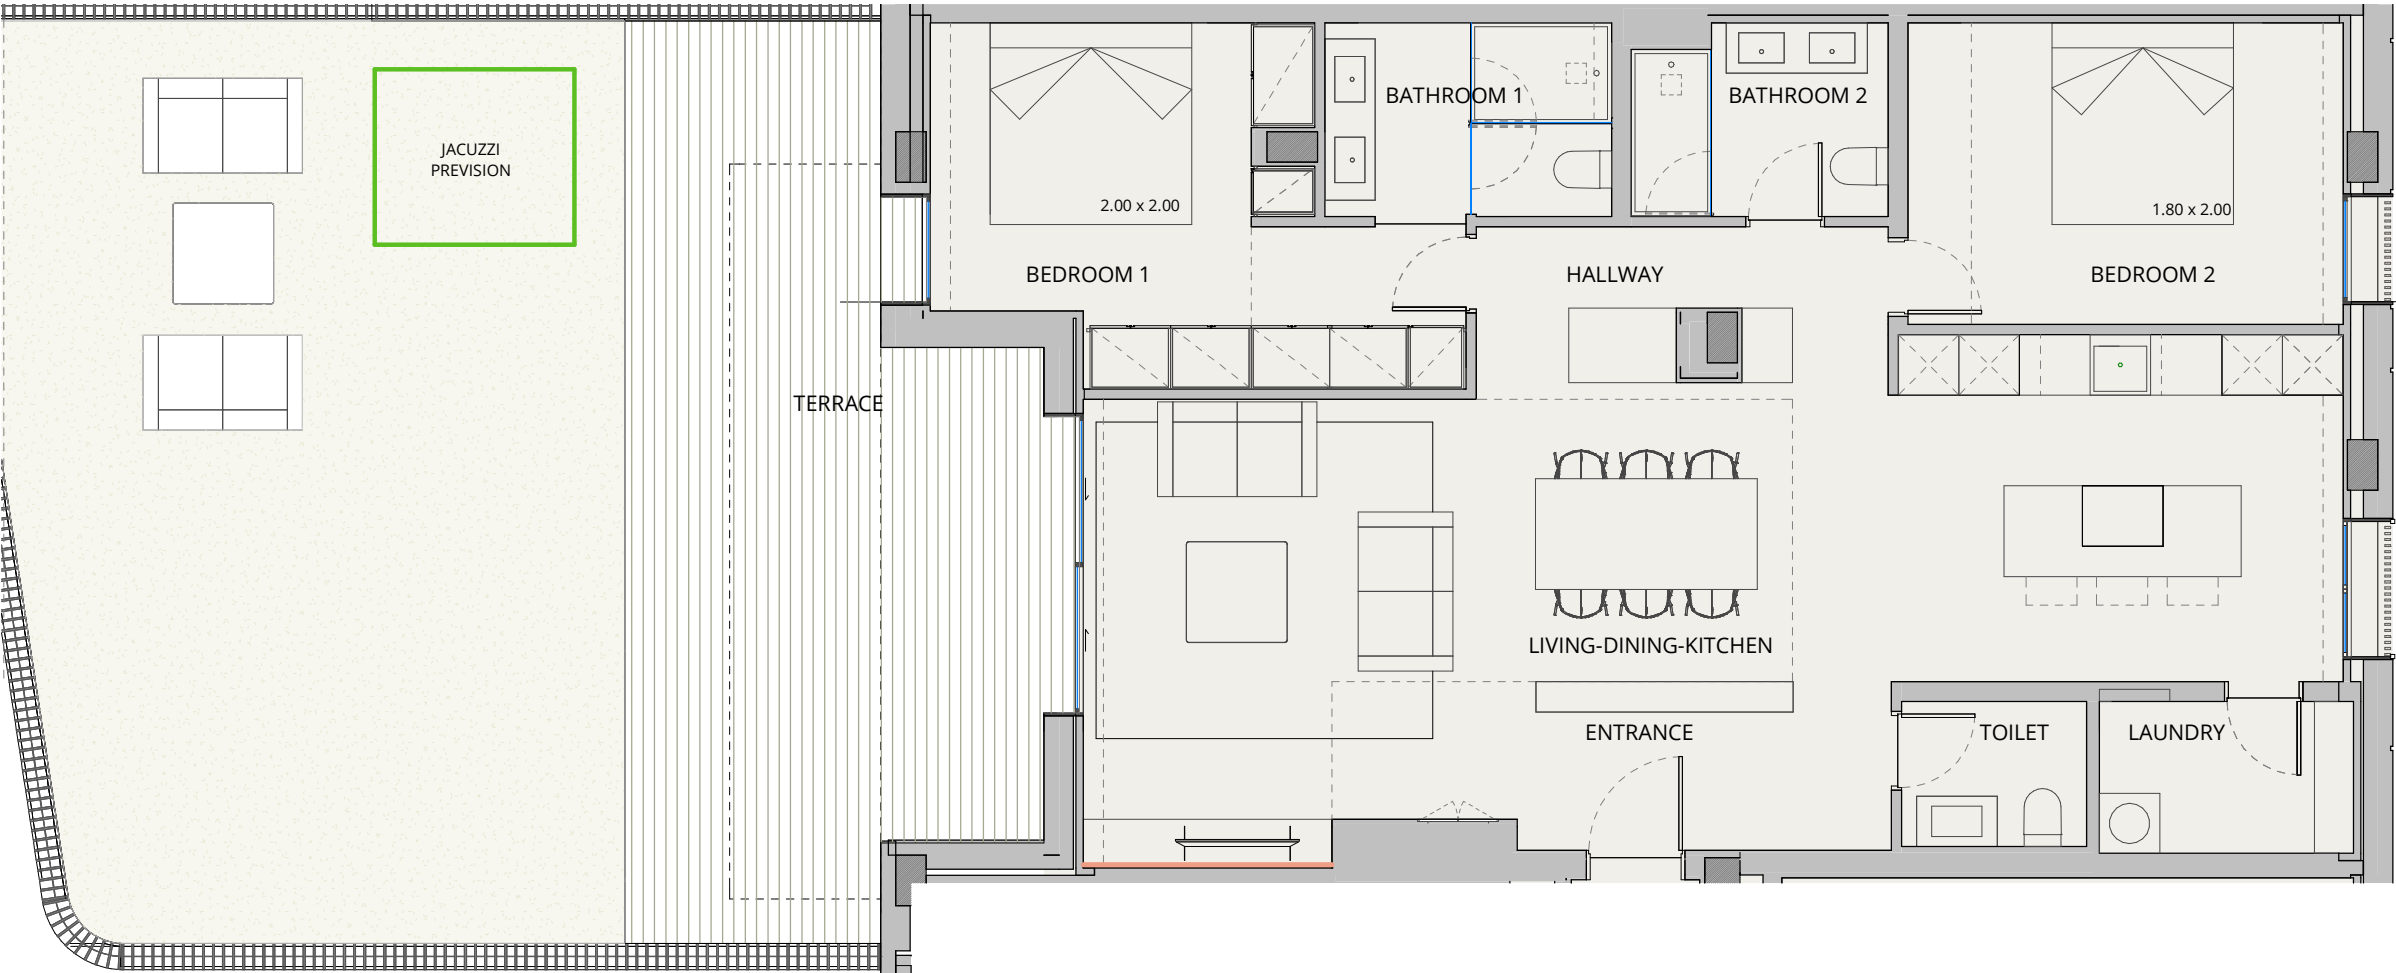 BATHROOM 1
BATHROOM 2
JACUZZI
PREVISION
2.00 x 2.00
1.80 x 2.00
BEDROOM 1
HALLWAY
BEDROOM 2
TERRACE
LIVING-DINING-KITCHEN
ENTRANCE
TOILET
LAUNDRY